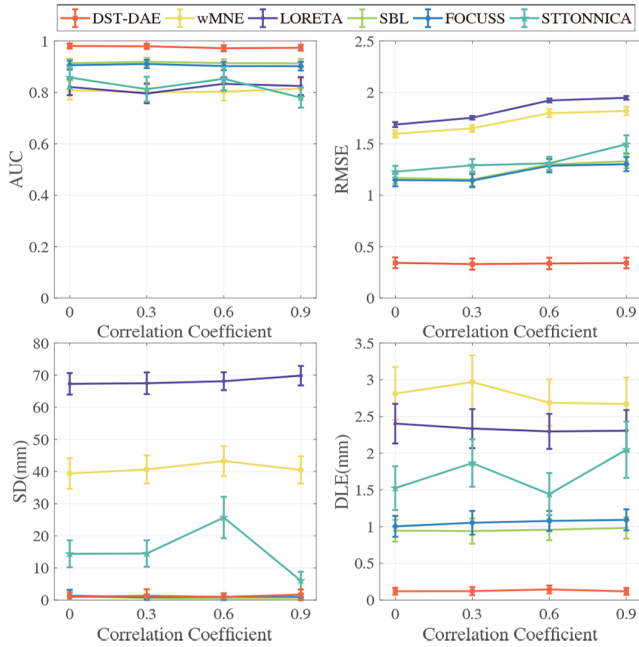 DST-DAE wMNE LORETA SBL FOCUSS STTONNICA
1
0.8
0.6
0.4
0.2
0
AUC
0 0.3 0.6 0.9
Correlation Coefficient
2.5
2
1.5
1
0.5
0
RMSE
0 0.3 0.6 0.9
Correlation Coefficient
80
70
60
50
40
30
20
10
0
SD(mm)
0 0.3 0.6 0.9
Correlation Coefficient
3.5
3
2.5
2
1.5
1
0.5
0
DLE(mm)
0 0.3 0.6 0.9
Correlation Coefficient